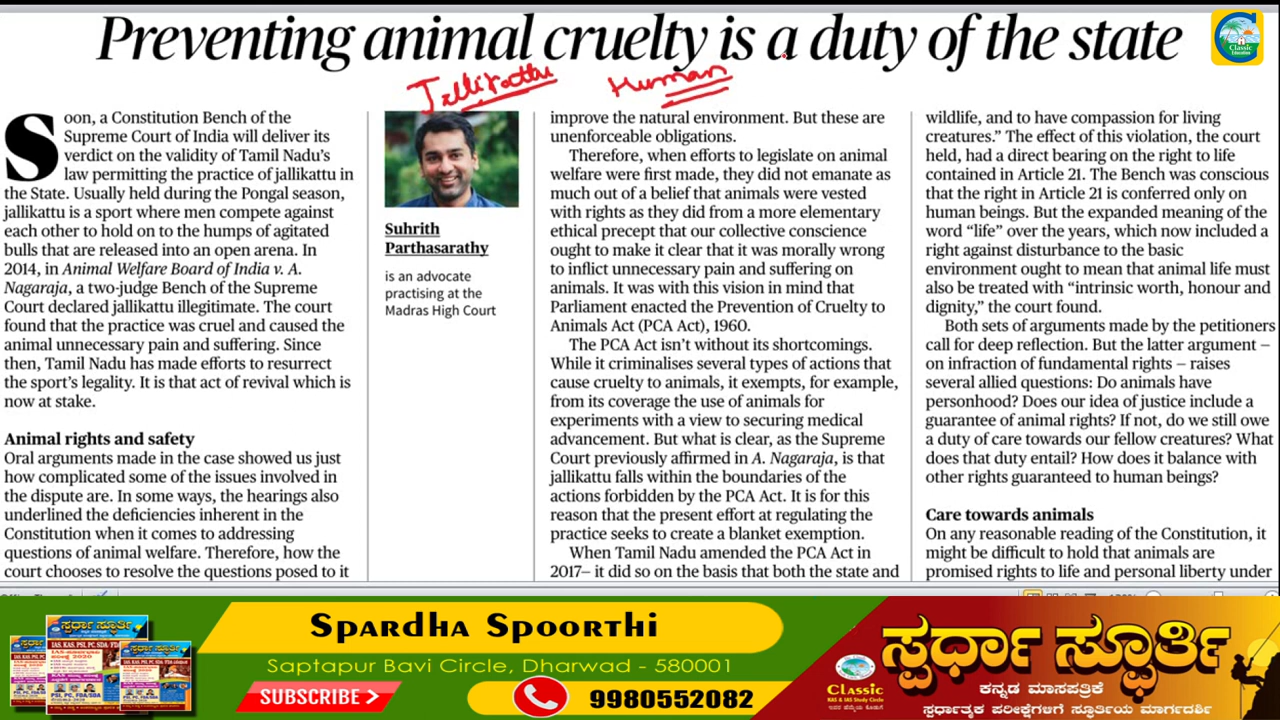 Preventing animal cruelty is a duty of the state
Classic
Education
Jallikattu
Human
Soon, a Constitution Bench of the
Supreme Court of India will deliver its
verdict on the validity of Tamil Nadu's
law permitting the practice of jallikattu in
the State. Usually held during the Pongal season,
jallikattu is a sport where men compete against
each other to hold on to the humps of agitated
bulls that are released into an open arena. In
2014, in Animal Welfare Board of India v. A.
Nagaraja, a two-judge Bench of the Supreme
Court declared jallikattu illegitimate. The court
found that the practice was cruel and caused the
animal unnecessary pain and suffering. Since
then, Tamil Nadu has made efforts to resurrect
the sport's legality. It is that act of revival which is
now at stake.
Animal rights and safety
Oral arguments made in the case showed us just
how complicated some of the issues involved in
the dispute are. In some ways, the hearings also
underlined the deficiencies inherent in the
Constitution when it comes to addressing
questions of animal welfare. Therefore, how the
court chooses to resolve the questions posed to it
Suhrith
Parthasarathy
is an advocate
practising at the
Madras High Court
improve the natural environment. But these are
unenforceable obligations.
Therefore, when efforts to legislate on animal
welfare were first made, they did not emanate as
much out of a belief that animals were vested
with rights as they did from a more elementary
ethical precept that our collective conscience
ought to make it clear that it was morally wrong
to inflict unnecessary pain and suffering on
animals. It was with this vision in mind that
Parliament enacted the Prevention of Cruelty to
Animals Act (PCA Act), 1960.
The PCA Act isn't without its shortcomings.
While it criminalises several types of actions that
cause cruelty to animals, it exempts, for example,
from its coverage the use of animals for
experiments with a view to securing medical
advancement. But what is clear, as the Supreme
Court previously affirmed in A. Nagaraja, is that
jallikattu falls within the boundaries of the
actions forbidden by the PCA Act. It is for this
reason that the present effort at regulating the
practice seeks to create a blanket exemption.
When Tamil Nadu amended the PCA Act in
2017— it did so on the basis that both the state and
wildlife, and to have compassion for living
creatures." The effect of this violation, the court
held, had a direct bearing on the right to life
contained in Article 21. The Bench was conscious
that the right in Article 21 is conferred only on
human beings. But the expanded meaning of the
word "life" over the years, which now included a
right against disturbance to the basic
environment ought to mean that animal life must
also be treated with "intrinsic worth, honour and
dignity," the court found.
Both sets of arguments made by the petitioners
call for deep reflection. But the latter argument —
on infraction of fundamental rights — raises
several allied questions: Do animals have
personhood? Does our idea of justice include a
guarantee of animal rights? If not, do we still owe
a duty of care towards our fellow creatures? What
does that duty entail? How does it balance with
other rights guaranteed to human beings?
Care towards animals
On any reasonable reading of the Constitution, it
might be difficult to hold that animals are
promised rights to life and personal liberty under
ಸ್ಪರ್ಧಾ ಸ್ಪೂರ್ತಿ
Spardha Spoorthi
Saptapur Bavi Circle Dharwad - 580001
SUBSCRIBE >
9980552082
Classic
KAS & IAS Study Circle
ಸ್ಪರ್ಧಾ ಸ್ಪೂರ್ತಿ
ಕನ್ನಡ ಮಾಸಪತ್ರಿಕೆ
ಸ್ಪರ್ಧಾತ್ಮಕ ಪರೀಕ್ಷೆಗಳಿಗೆ ಸ್ಪೂರ್ತಿಯ ಮಾರ್ಗದರ್ಶಿ